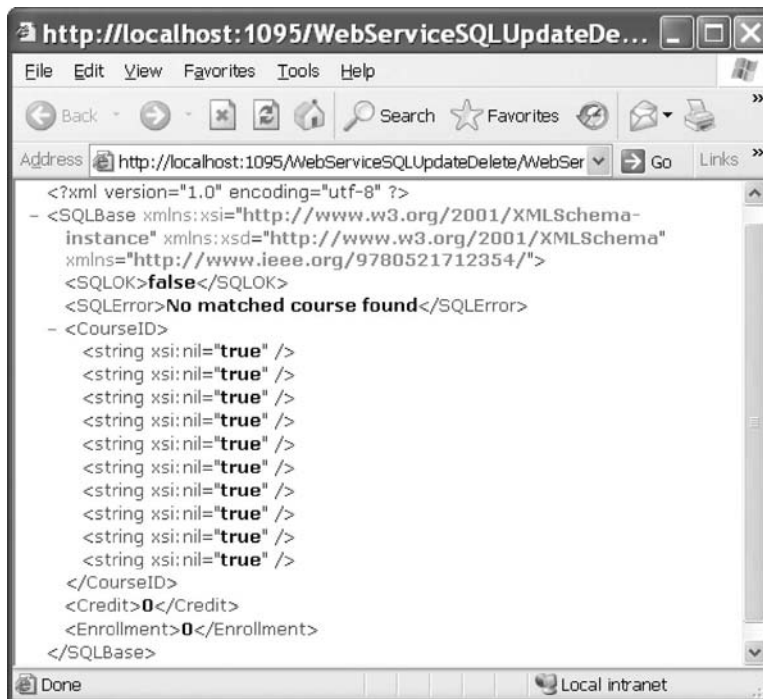 http://localhost:1095/WebServiceSQLUpdateDe...
File Edit View Favorites Tools Help
Back Search Favorites »
Address http://localhost:1095/WebServiceSQLUpdateDelete/WebSer Go Links »
<?xml version="1.0" encoding="utf-8" ?>
- <SQLBase xmlns:xsi="http://www.w3.org/2001/XMLSchema-
instance" xmlns:xsd="http://www.w3.org/2001/XMLSchema"
xmlns="http://www.ieee.org/9780521712354/">
<SQLOK>false</SQLOK>
<SQLError>No matched course found</SQLError>
- <CourseID>
<string xsi:nil="true" />
<string xsi:nil="true" />
<string xsi:nil="true" />
<string xsi:nil="true" />
<string xsi:nil="true" />
<string xsi:nil="true" />
<string xsi:nil="true" />
<string xsi:nil="true" />
<string xsi:nil="true" />
<string xsi:nil="true" />
</CourseID>
<Credit>0</Credit>
<Enrollment>0</Enrollment>
</SQLBase>
Done Local intranet